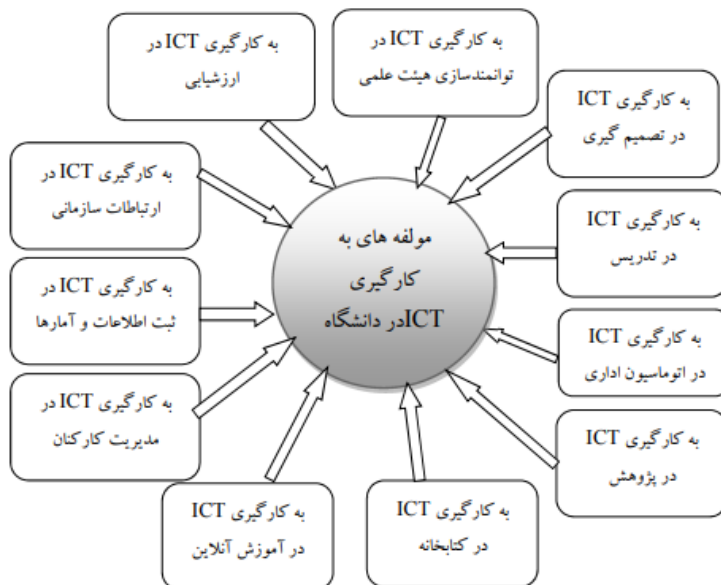 به کارگیری ICT در
توانمندسازی هیئت علمی
به کارگیری ICT در
ارزشیابی
به کارگیری ICT
در تصمیم گیری
به کارگیری ICT در
ارتباطات سازمانی
به کارگیری ICT
در تدریس
مولفه های به
کارگیری
ICTدر دانشگاه
به کارگیری ICT در
ثبت اطلاعات و آمارها
به کارگیری ICT
در اتوماسیون اداری
به کارگیری ICT در
مدیریت کارکنان
به کارگیری ICT
در پژوهش
به کارگیری ICT
در کتابخانه
به کارگیری ICT
در آموزش آنلاین